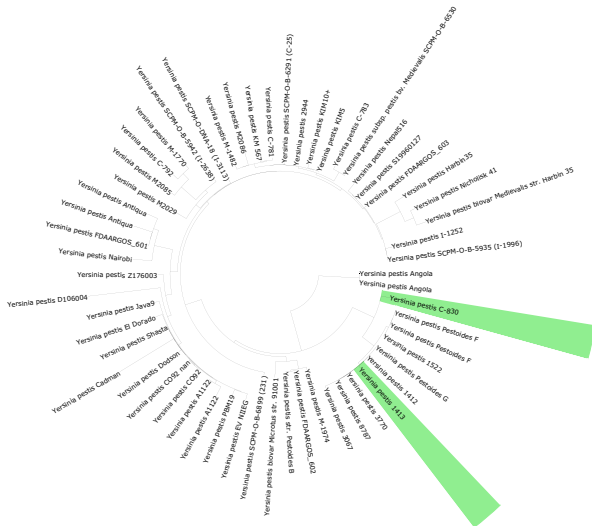 Yersinia pestis subsp. pestis bv. Medievalis SCPM-O-B-6530
Yersinia pestis C-783
Yersinia pestis KIM5
Yersinia pestis KIM10+
Yersinia pestis 2944
Yersinia pestis SCPM-O-B-6291 (C-25)
Yersinia pestis C-781
Yersinia pestis KIM 567
Yersinia pestis M2086
Yersinia pestis M-1482
Yersinia pestis SCPM-O-DNA-18 (I-3113)
Yersinia pestis SCPM-O-B-5942 (I-2638)
Yersinia pestis M-1770
Yersinia pestis C-792
Yersinia pestis M2085
Yersinia pestis M2029
Yersinia pestis Antiqua
Yersinia pestis Antiqua
Yersinia pestis FDAARGOS_601
Yersinia pestis Nairobi
Yersinia pestis Z176003
Yersinia pestis D106004
Yersinia pestis Java9
Yersinia pestis El Dorado
Yersinia pestis Shasta
Yersinia pestis Cadman
Yersinia pestis Dodson
Yersinia pestis CO92 nan
Yersinia pestis CO92
Yersinia pestis A1122
Yersinia pestis A1122
Yersinia pestis PBM19
Yersinia pestis EV NIIEG
Yersinia pestis SCPM-O-B-6899 (231)
Yersinia pestis biovar Microtus str. 91001
Yersinia pestis str. Pestoides B
Yersinia pestis FDAARGOS_602
Yersinia pestis M-1974
Yersinia pestis 3067
Yersinia pestis 8787
Yersinia pestis 3770
Yersinia pestis 1413
Yersinia pestis 1412
Yersinia pestis Pestoides G
Yersinia pestis 1522
Yersinia pestis Pestoides F
Yersinia pestis Pestoides F
Yersinia pestis C-830
Yersinia pestis Angola
Yersinia pestis Angola
Yersinia pestis SCPM-O-B-5935 (I-1996)
Yersinia pestis I-1252
Yersinia pestis biovar Medievalis str. Harbin 35
Yersinia pestis Nicholisk 41
Yersinia pestis Harbin35
Yersinia pestis FDAARGOS_603
Yersinia pestis S19960127
Yersinia pestis Nepal516